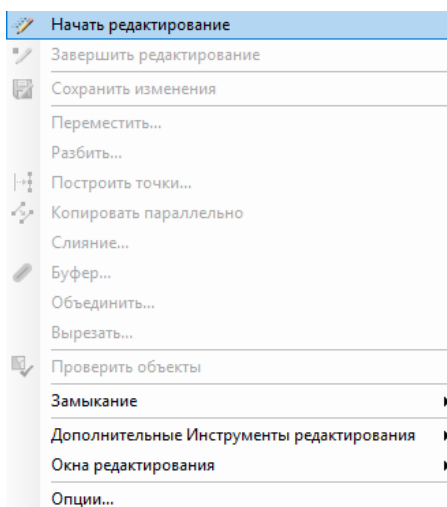 Начать редактирование
Завершить редактирование
Сохранить изменения
Переместить...
Разбить...
Построить точки...
Копировать параллельно
Слияние...
Буфер...
Объединить...
Вырезать...
Проверить объекты
Замыкание
Дополнительные Инструменты редактирования
Окна редактирования
Опции...